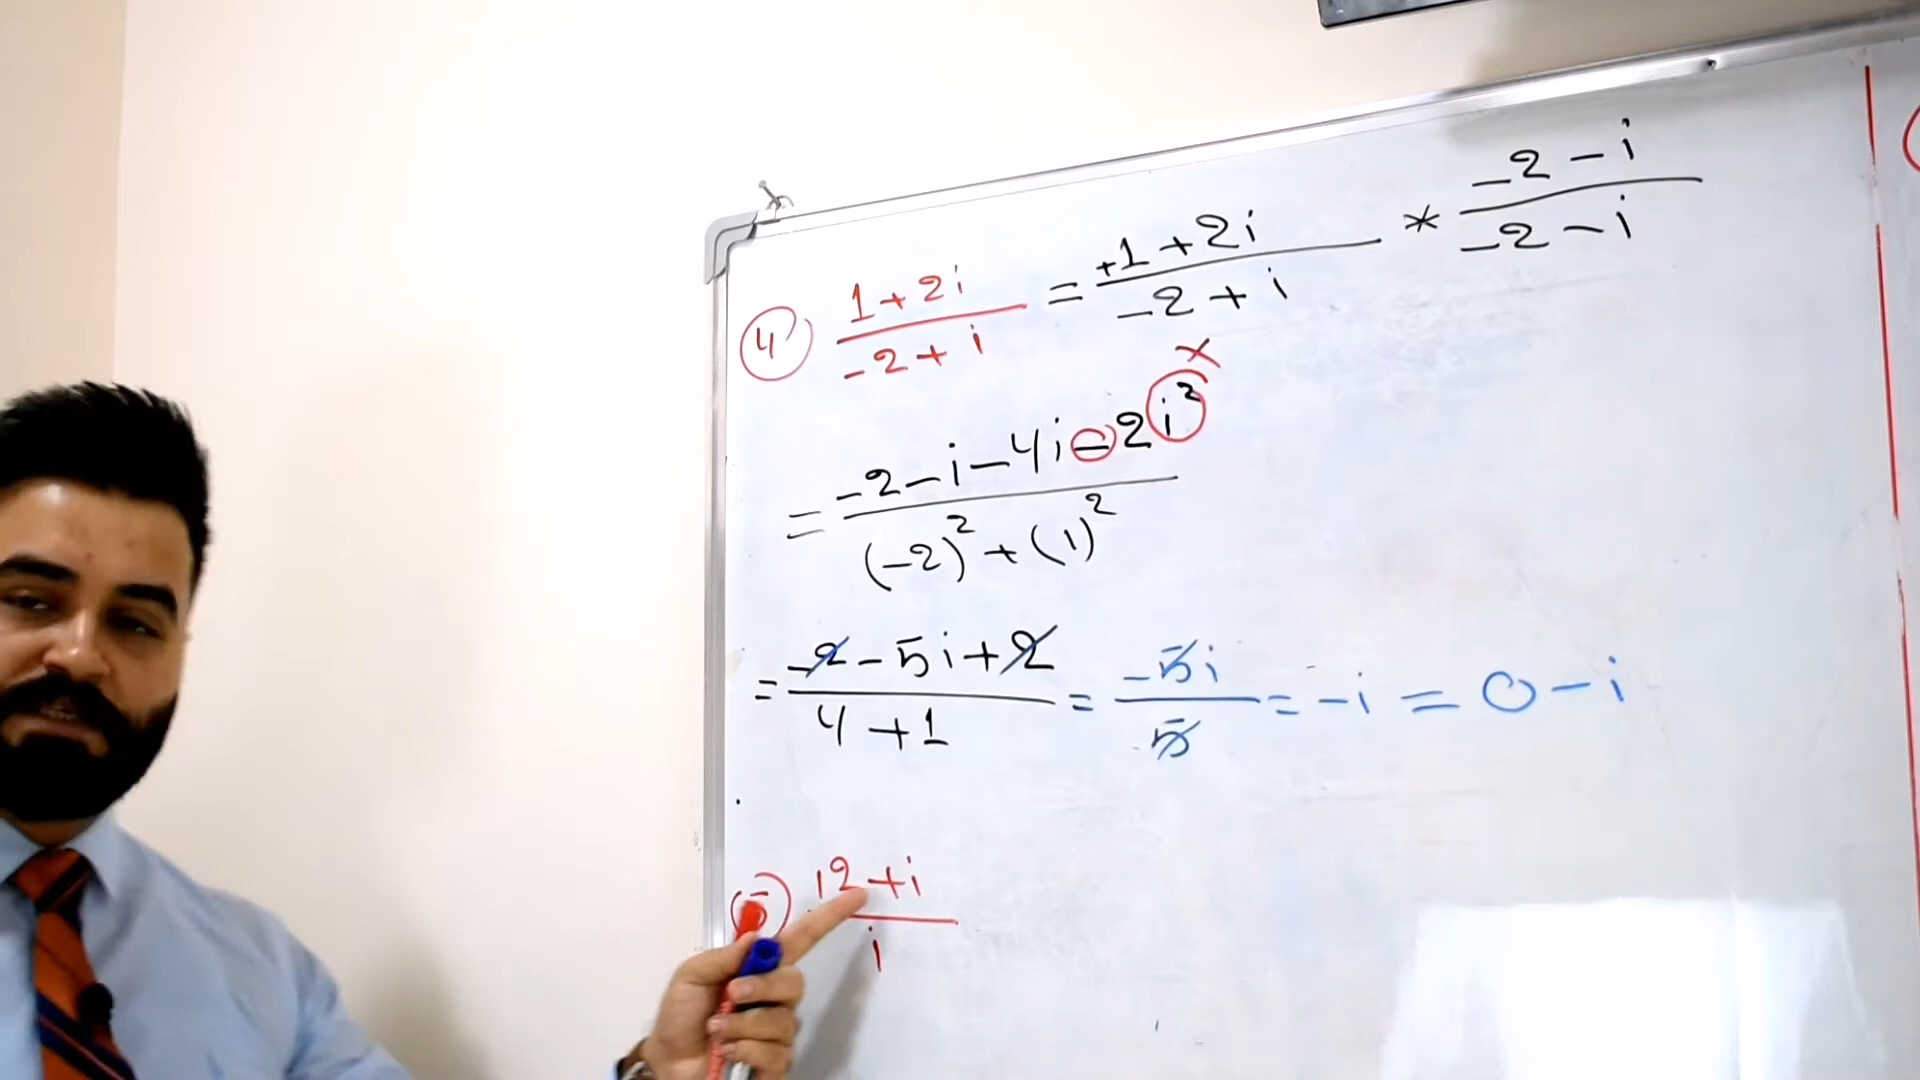 ④ 1+2i / -2+i = +1+2i / -2+i * -2-i / -2-i
= -2-i-4i-2i² / (-2)²+(1)²
= -2-5i+2 / 4+1 = -5i / 5 = -i = 0-i
⑤ 12+i / i